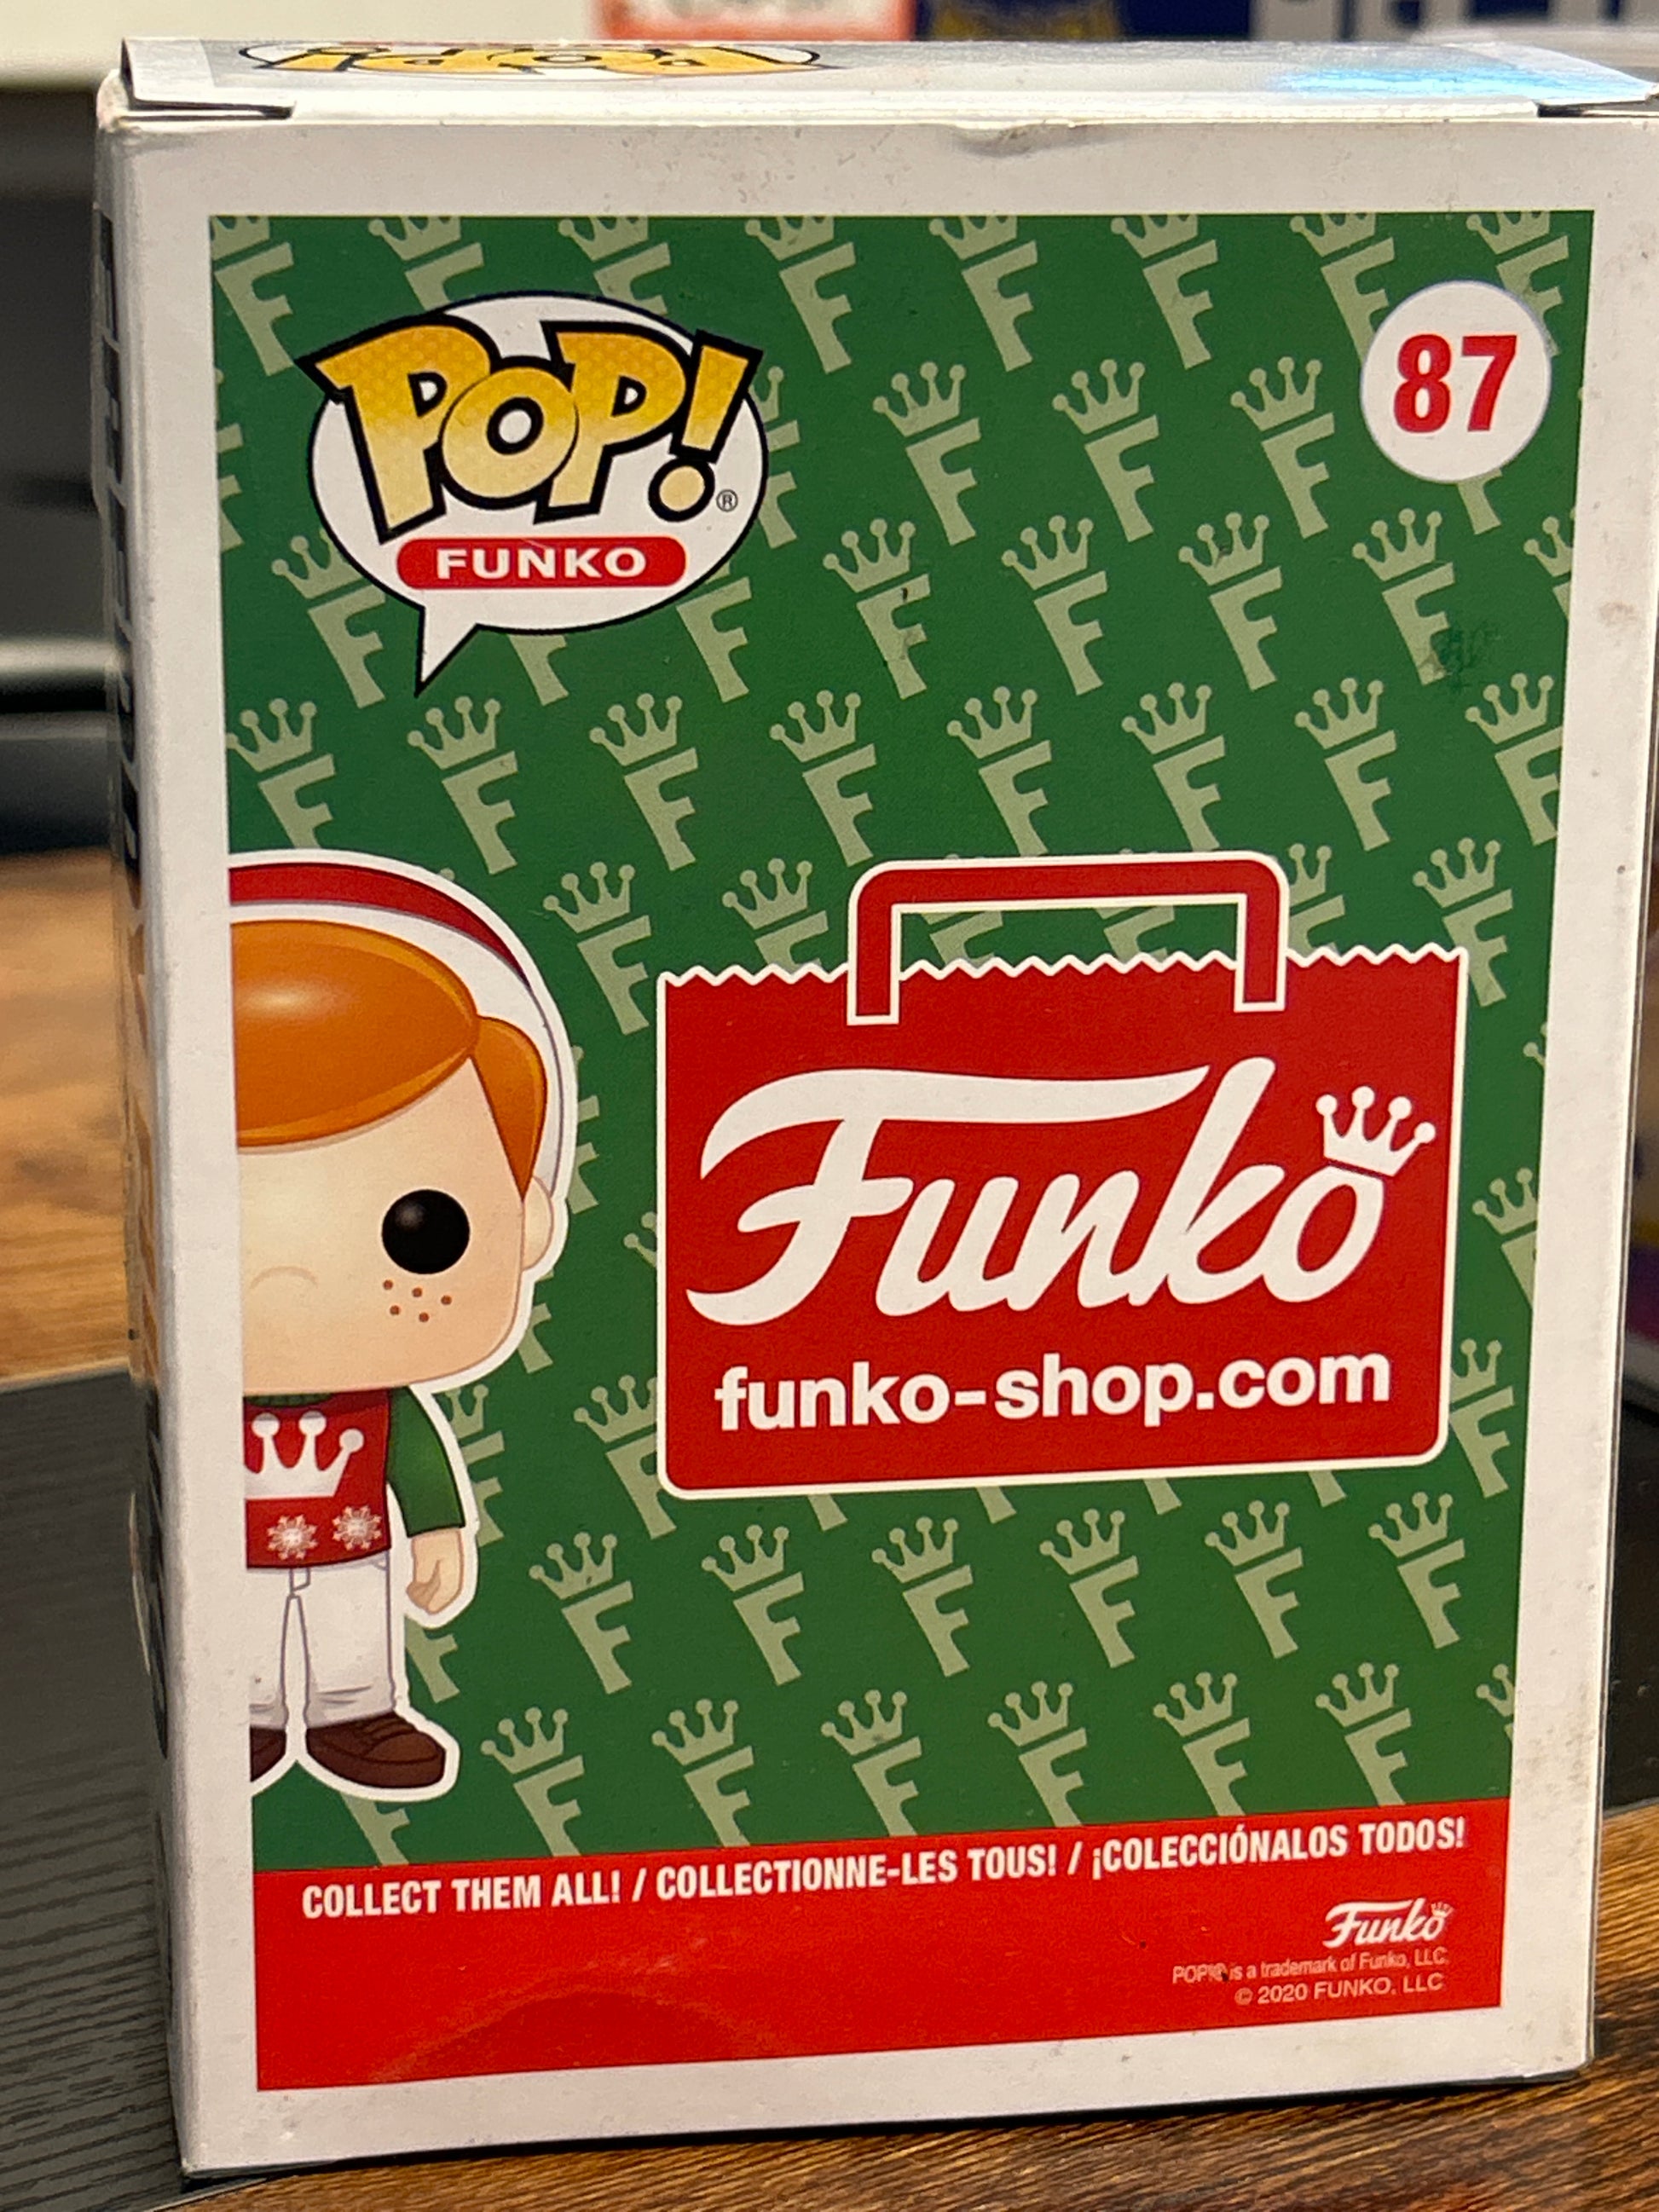 POP!®
FUNKO
87
Funko
funko-shop.com
COLLECT THEM ALL! / COLLECTIONNE-LES TOUS! / ¡COLECCIÓNALOS TODOS!
Funko
POP!® is a trademark of Funko, LLC.
© 2020 FUNKO, LLC